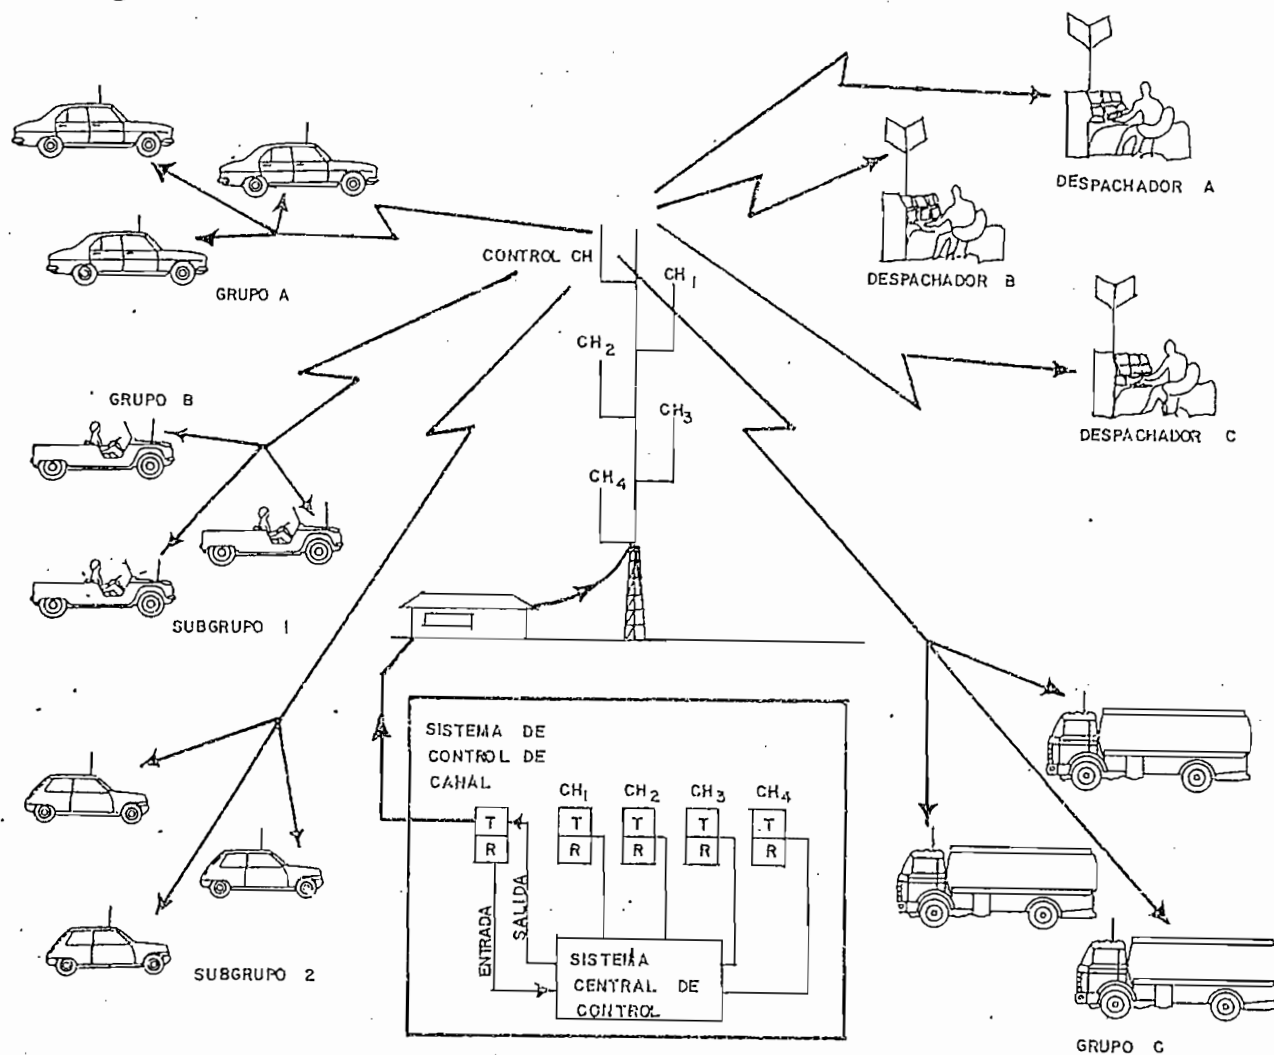 DESPACHADOR A
DESPACHADOR B
DESPACHADOR C
GRUPO A
CONTROL CH
CH1
CH2
CH3
CH4
GRUPO B
SUBGRUPO 1
SUBGRUPO 2
SISTEMA DE
CONTROL DE
CANAL
CH1
CH2
CH3
CH4
T
R
T
R
T
R
T
R
T
R
ENTRADA
SALIDA
SISTEMA
CENTRAL DE
CONTROL
GRUPO C